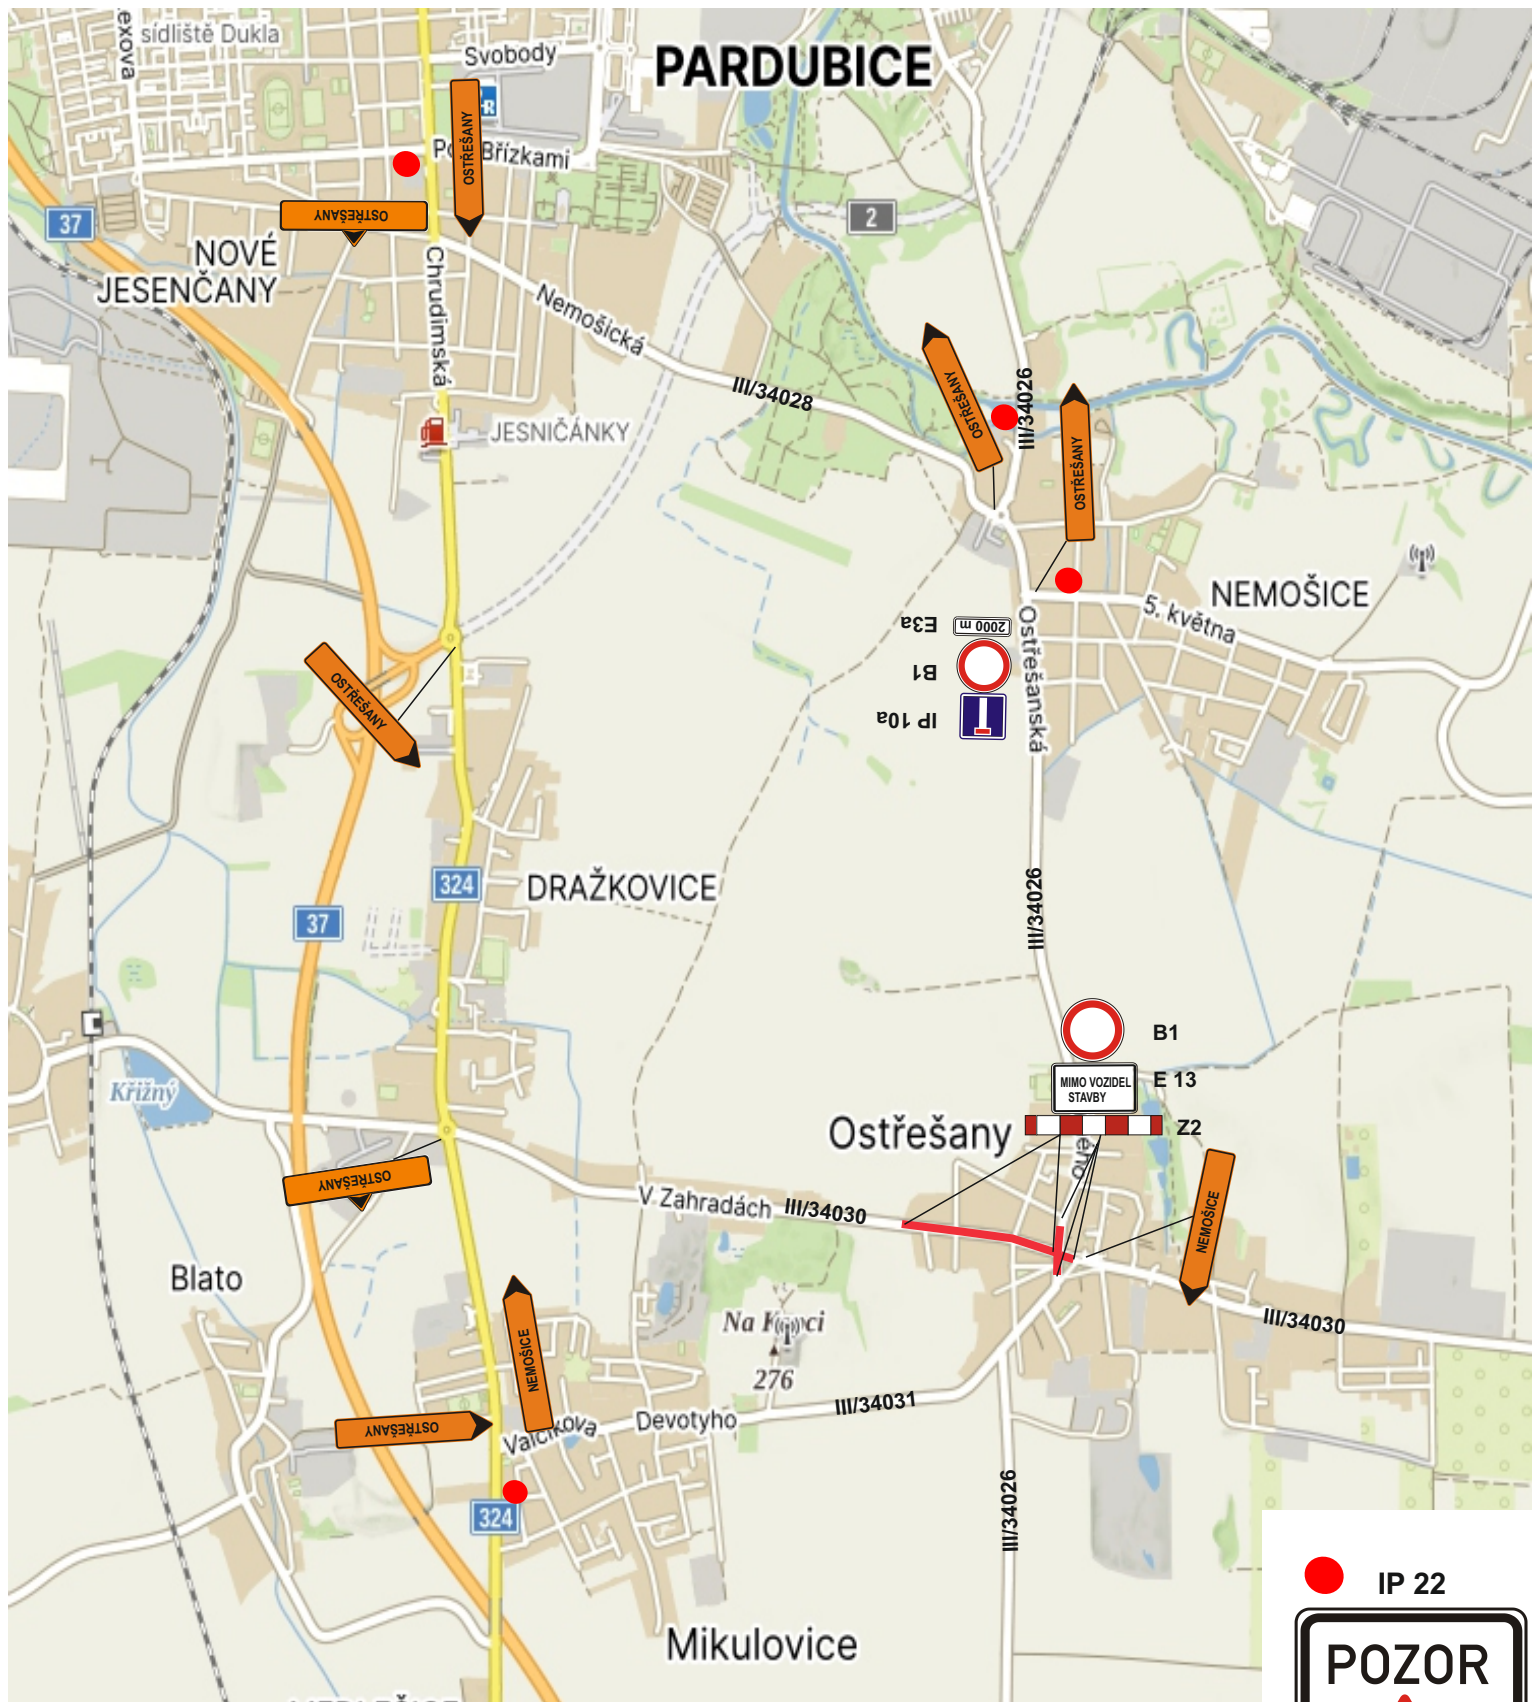 sídliště Dukla
Svobody
PARDUBICE
OSTŘEŠANY
Břízkami
OSTŘEŠANY
37
2
NOVÉ
JESENČANY
Chrudimská
Nemošická
III/34028
III/34026
OSTŘEŠANY
OSTŘEŠANY
JESNIČÁNKY
NEMOŠICE
5. května
Ostřešanská
E3a
2000 m
B1
IP 10a
OSTŘEŠANY
324
DRAŽKOVICE
37
III/34026
B1
MIMO VOZIDEL
STAVBY
E 13
Z2
Křižný
Ostřešany
OSTŘEŠANY
V Zahradách
III/34030
NEMOŠICE
Blato
III/34030
276
NEMOŠICE
OSTŘEŠANY
Devotyho
III/34031
324
III/34026
IP 22
Mikulovice
POZOR